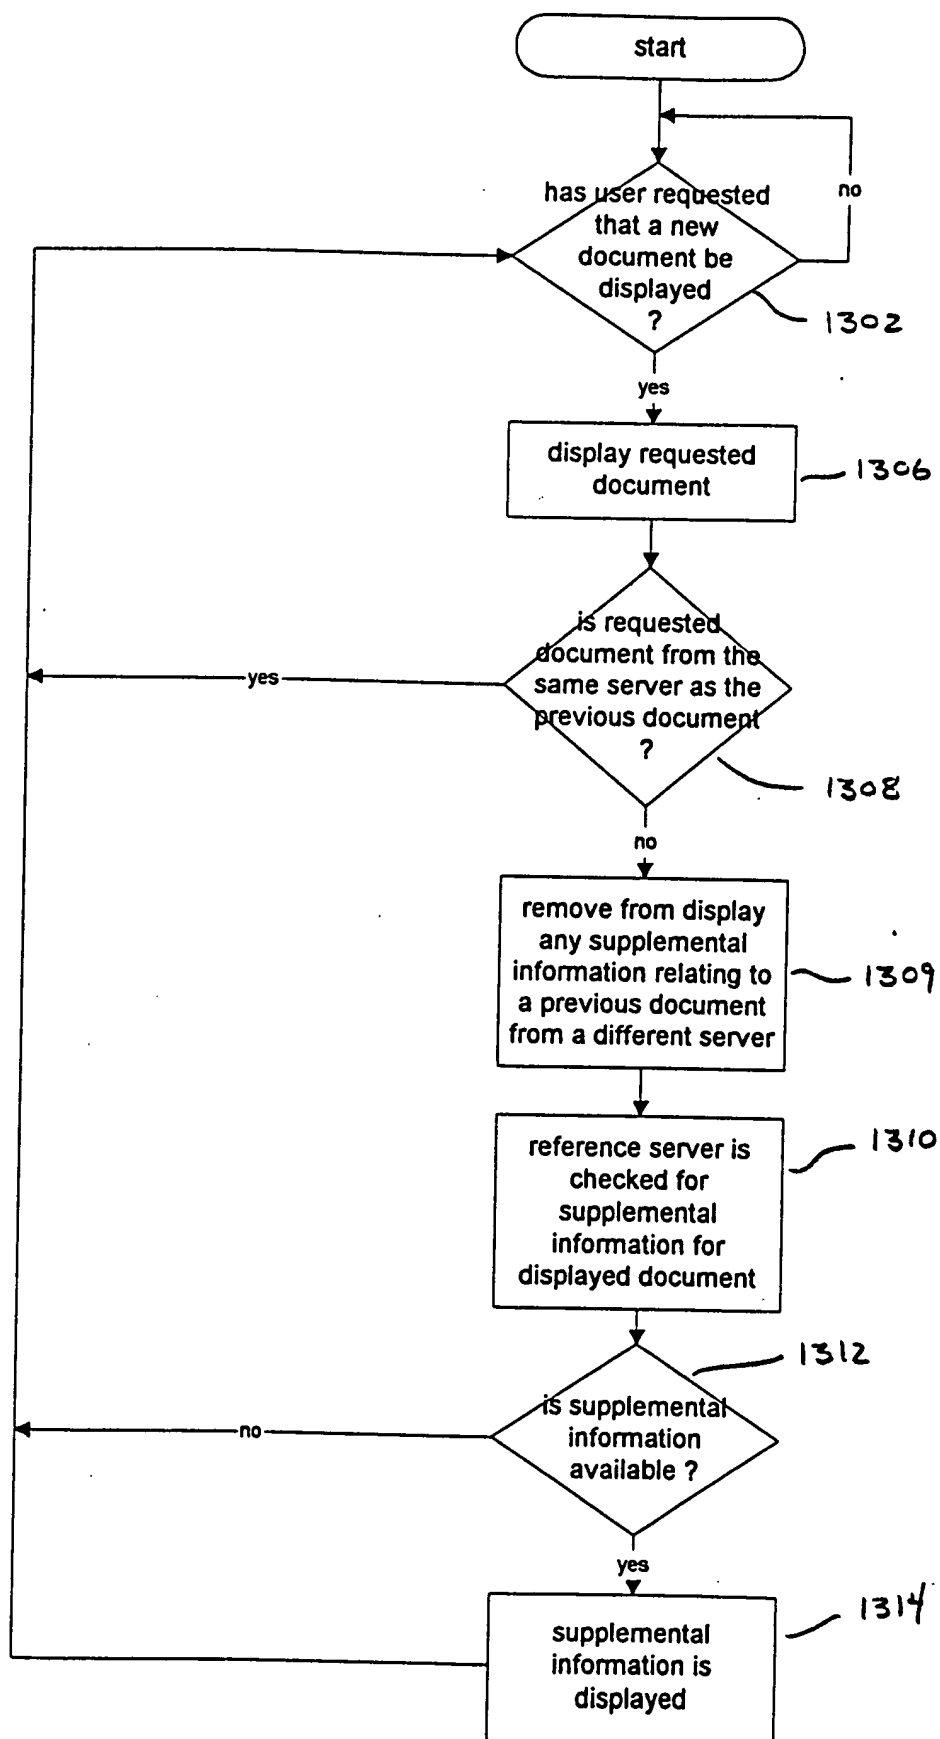 start
no
has user requested
that a new
document be
displayed
?
1302
yes
display requested
document
1306
is requested
document from the
same server as the
previous document
?
yes
1308
no
remove from display
any supplemental
information relating to
a previous document
from a different server
1309
reference server is
checked for
supplemental
information for
displayed document
1310
1312
is supplemental
information
available ?
no
yes
1314
supplemental
information is
displayed